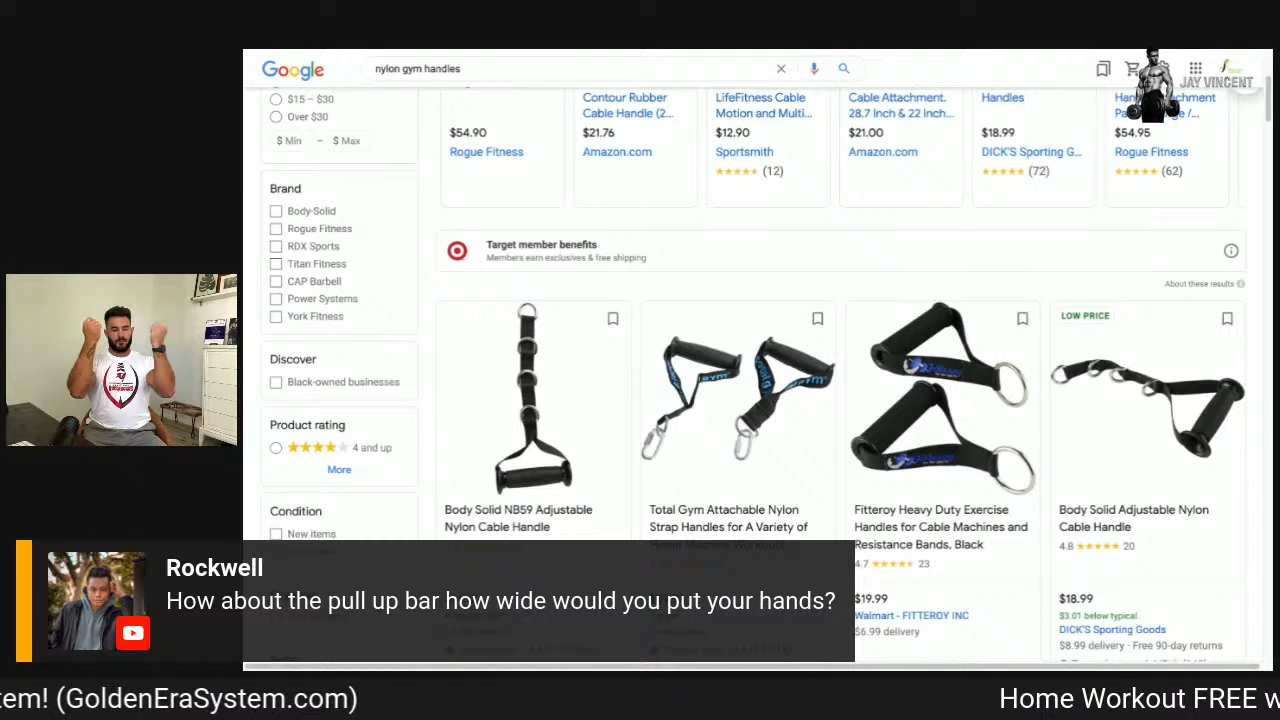 Google
nylon gym handles
JAY VINCENT
$15 – $30
Over $30
$ Min – $ Max
Brand
Body-Solid
Rogue Fitness
RDX Sports
Titan Fitness
CAP Barbell
Power Systems
York Fitness
Discover
Black-owned businesses
Product rating
4 and up
More
Condition
New items
$54.90
Rogue Fitness
Contour Rubber
Cable Handle (2...
$21.76
Amazon.com
LifeFitness Cable
Motion and Multi...
$12.90
Sportsmith
(12)
Cable Attachment.
28.7 Inch & 22 Inch...
$21.00
Amazon.com
Handles
$18.99
DICK'S Sporting G...
(72)
$54.95
Rogue Fitness
(62)
Target member benefits
Members earn exclusives & free shipping
About these results
LOW PRICE
Body Solid NB59 Adjustable
Nylon Cable Handle
Total Gym Attachable Nylon
Strap Handles for A Variety of
Fitteroy Heavy Duty Exercise
Handles for Cable Machines and
Resistance Bands, Black
4.7 23
$19.99
Walmart - FITTEROY INC
$6.99 delivery
Body Solid Adjustable Nylon
Cable Handle
4.8 20
$18.99
$3.01 below typical
DICK'S Sporting Goods
$8.99 delivery · Free 90-day returns
Rockwell
How about the pull up bar how wide would you put your hands?
tem! (GoldenEraSystem.com)
Home Workout FREE w